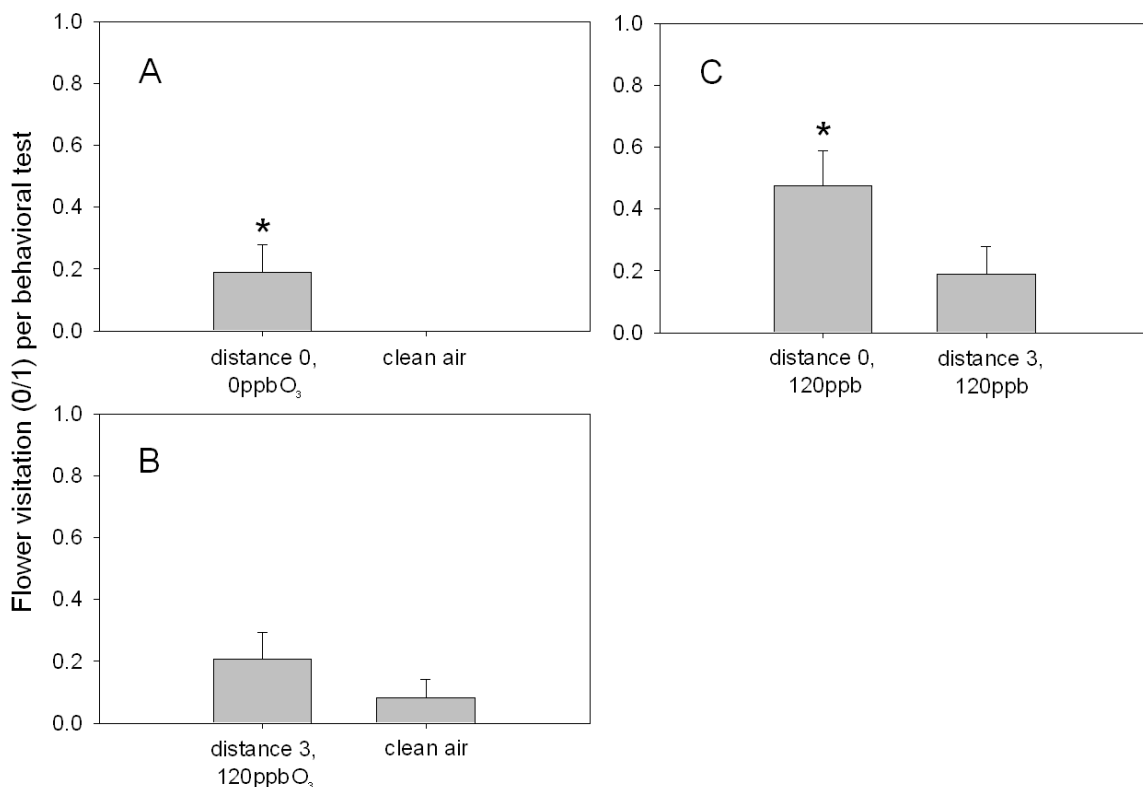 Flower visitation (0/1) per behavioral test
A
1.0
0.8
0.6
0.4
0.2
0.0
*
distance 0,
0ppbO₃
clean air
C
1.0
0.8
0.6
0.4
0.2
0.0
*
distance 0,
120ppb
distance 3,
120ppb
B
1.0
0.8
0.6
0.4
0.2
0.0
distance 3,
120ppbO₃
clean air